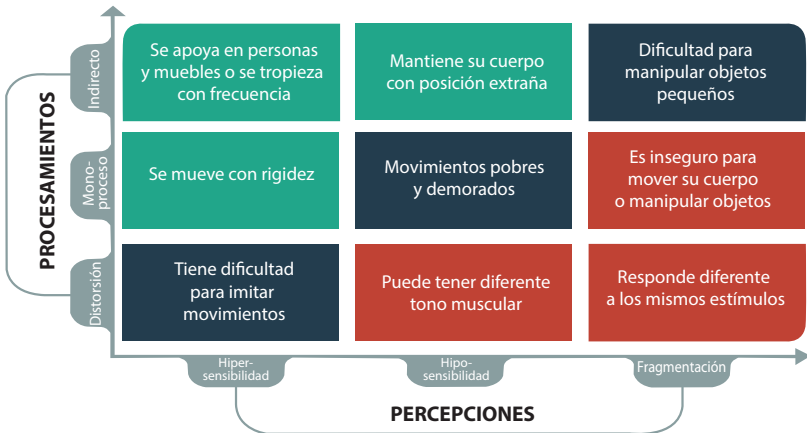 PROCESAMIENTOS
Indirecto
Se apoya en personas
y muebles o se tropieza
con frecuencia
Mantiene su cuerpo
con posición extraña
Dificultad para
manipular objetos
pequeños
Mono-
proceso
Se mueve con rigidez
Movimientos pobres
y demorados
Es inseguro para
mover su cuerpo
o manipular objetos
Distorsión
Tiene dificultad
para imitar
movimientos
Puede tener diferente
tono muscular
Responde diferente
a los mismos estímulos
Hiper-
sensibilidad
Hipo-
sensibilidad
Fragmentación
PERCEPCIONES